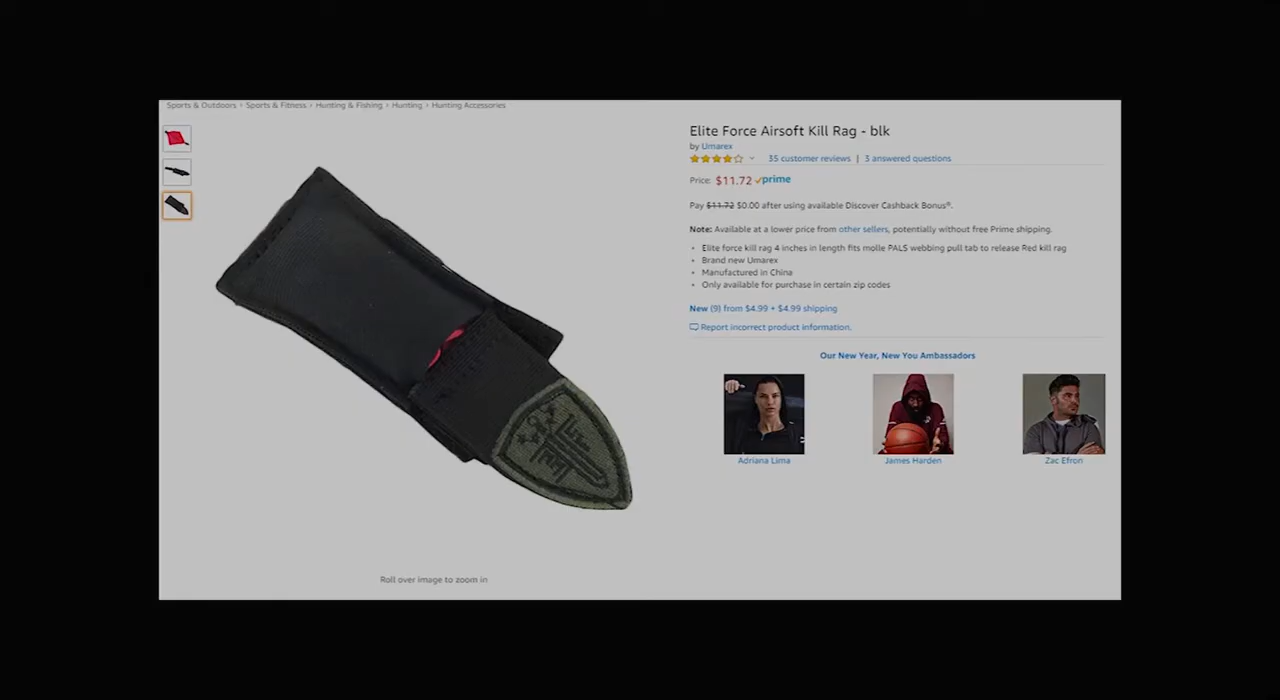 Sports & Outdoors › Sports & Fitness › Hunting & Fishing › Hunting › Hunting Accessories
Elite Force Airsoft Kill Rag - blk
by Umarex
35 customer reviews | 3 answered questions
Price: $11.72 prime
Pay $11.72 $0.00 after using available Discover Cashback Bonus®.
Note: Available at a lower price from other sellers, potentially without free Prime shipping.
• Elite force kill rag 4 inches in length fits molle PALS webbing pull tab to release Red kill rag
• Brand new Umarex
• Manufactured in China
• Only available for purchase in certain zip codes
New (9) from $4.99 + $4.99 shipping
Report incorrect product information.
Our New Year, New You Ambassadors
Adriana Lima
James Harden
Zac Efron
Roll over image to zoom in